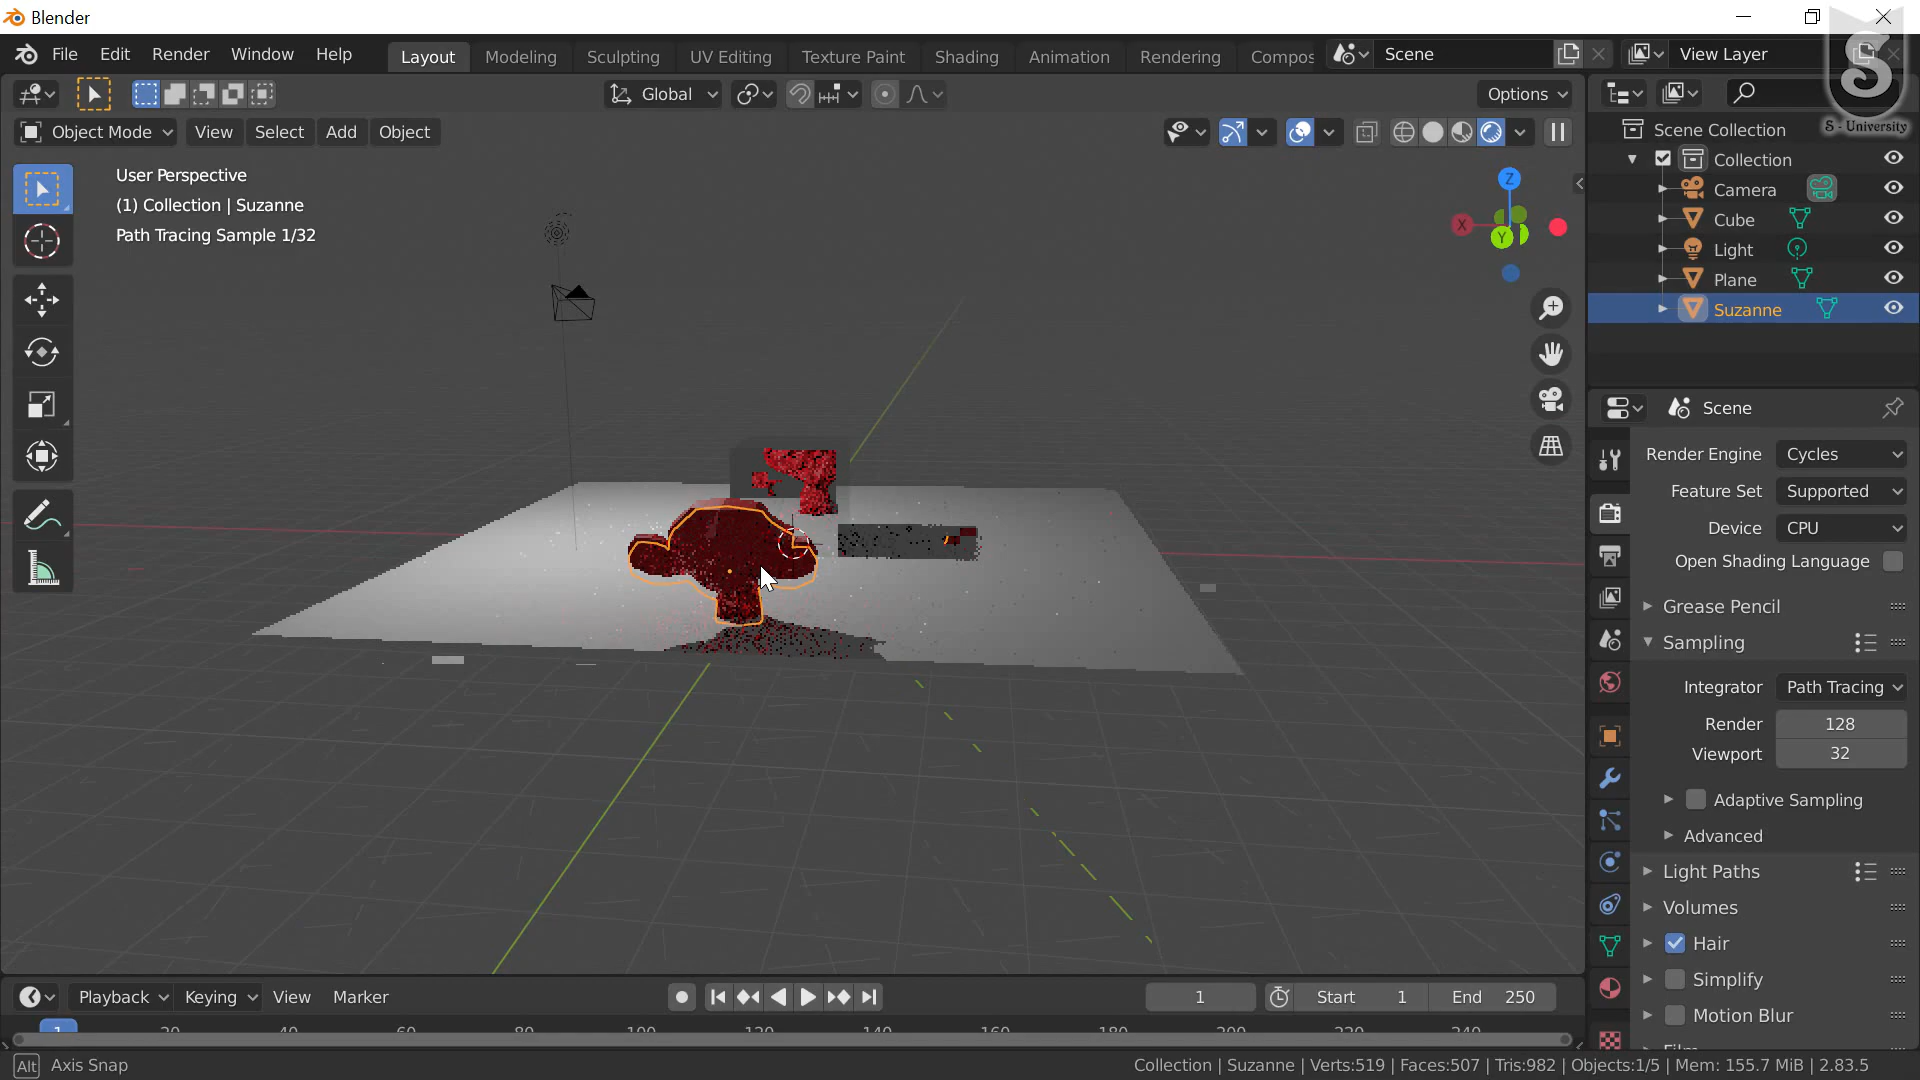 Blender
File Edit Render Window Help Layout Modeling Sculpting UV Editing Texture Paint Shading Animation Rendering Compos Scene View Layer
S
S - University
Global Options
Object Mode View Select Add Object
User Perspective
(1) Collection | Suzanne
Path Tracing Sample 1/32
Z
X
Y
Scene Collection
Collection
Camera
Cube
Light
Plane
Suzanne
Scene
Render Engine Cycles
Feature Set Supported
Device CPU
Open Shading Language
Grease Pencil
Sampling
Integrator Path Tracing
Render 128
Viewport 32
Adaptive Sampling
Advanced
Light Paths
Volumes
Hair
Simplify
Motion Blur
Playback Keying View Marker 1 Start 1 End 250
1
Alt Axis Snap Collection | Suzanne | Verts:519 | Faces:507 | Tris:982 | Objects:1/5 | Mem: 155.7 MiB | 2.83.5